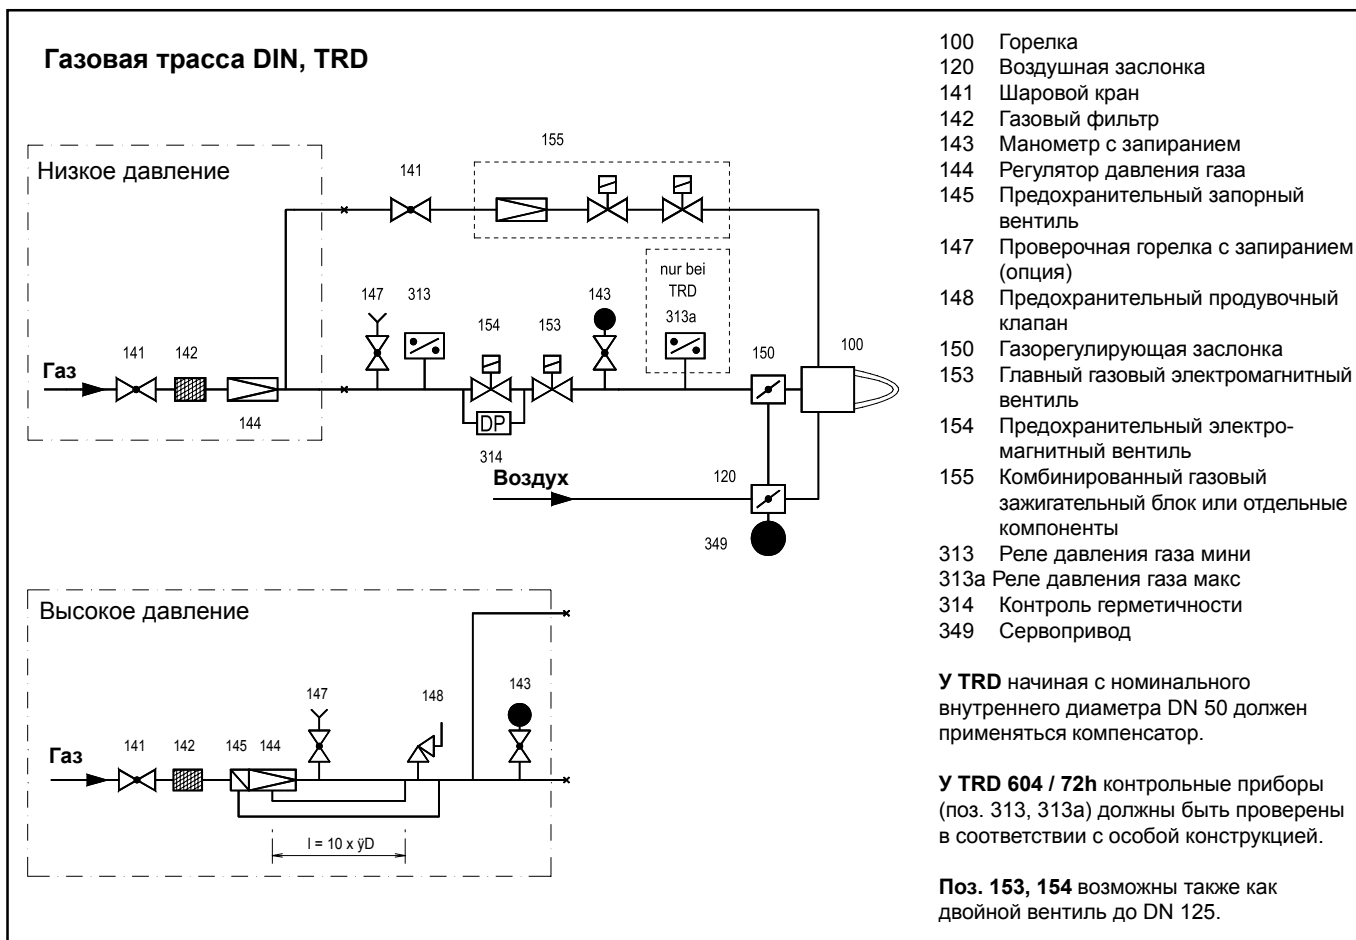 Газовая трасса DIN, TRD
Низкое давление
155
141
nur bei
TRD
313a
147
313
154
153
143
150
100
Газ
141
142
144
DP
314
Воздух
120
349
Высокое давление
147
148
143
Газ
141
142
145
144
l = 10 x ÿD
100 Горелка
120 Воздушная заслонка
141 Шаровой кран
142 Газовый фильтр
143 Манометр с запиранием
144 Регулятор давления газа
145 Предохранительный запорный
вентиль
147 Проверочная горелка с запиранием
(опция)
148 Предохранительный продувочный
клапан
150 Газорегулирующая заслонка
153 Главный газовый электромагнитный
вентиль
154 Предохранительный электро-
магнитный вентиль
155 Комбинированный газовый
зажигательный блок или отдельные
компоненты
313 Реле давления газа мини
313a Реле давления газа макс
314 Контроль герметичности
349 Сервопривод
У TRD начиная с номинального
внутреннего диаметра DN 50 должен
применяться компенсатор.
У TRD 604 / 72h контрольные приборы
(поз. 313, 313a) должны быть проверены
в соответствии с особой конструкцией.
Поз. 153, 154 возможны также как
двойной вентиль до DN 125.